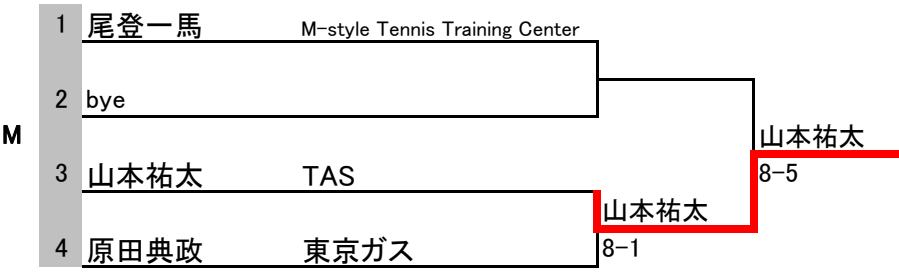 1 尾登一馬 M-style Tennis Training Center
2 bye
M
山本祐太
3 山本祐太 TAS
8-5
山本祐太
4 原田典政 東京ガス
8-1